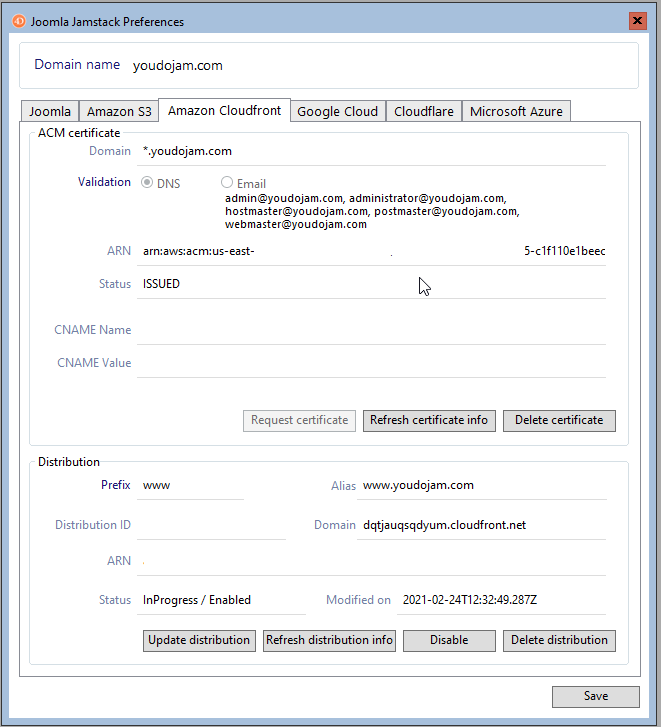 Joomla Jamstack Preferences
Domain name youdojam.com
Joomla Amazon S3 Amazon Cloudfront Google Cloud Cloudflare Microsoft Azure
ACM certificate
Domain *.youdojam.com
Validation DNS Email
admin@youdojam.com, administrator@youdojam.com,
hostmaster@youdojam.com, postmaster@youdojam.com,
webmaster@youdojam.com
ARN arn:aws:acm:us-east- 5-c1f110e1beec
Status ISSUED
CNAME Name
CNAME Value
Request certificate Refresh certificate info Delete certificate
Distribution
Prefix www Alias www.youdojam.com
Distribution ID Domain dqtjauqsqdyum.cloudfront.net
ARN
Status InProgress / Enabled Modified on 2021-02-24T12:32:49.287Z
Update distribution Refresh distribution info Disable Delete distribution
Save